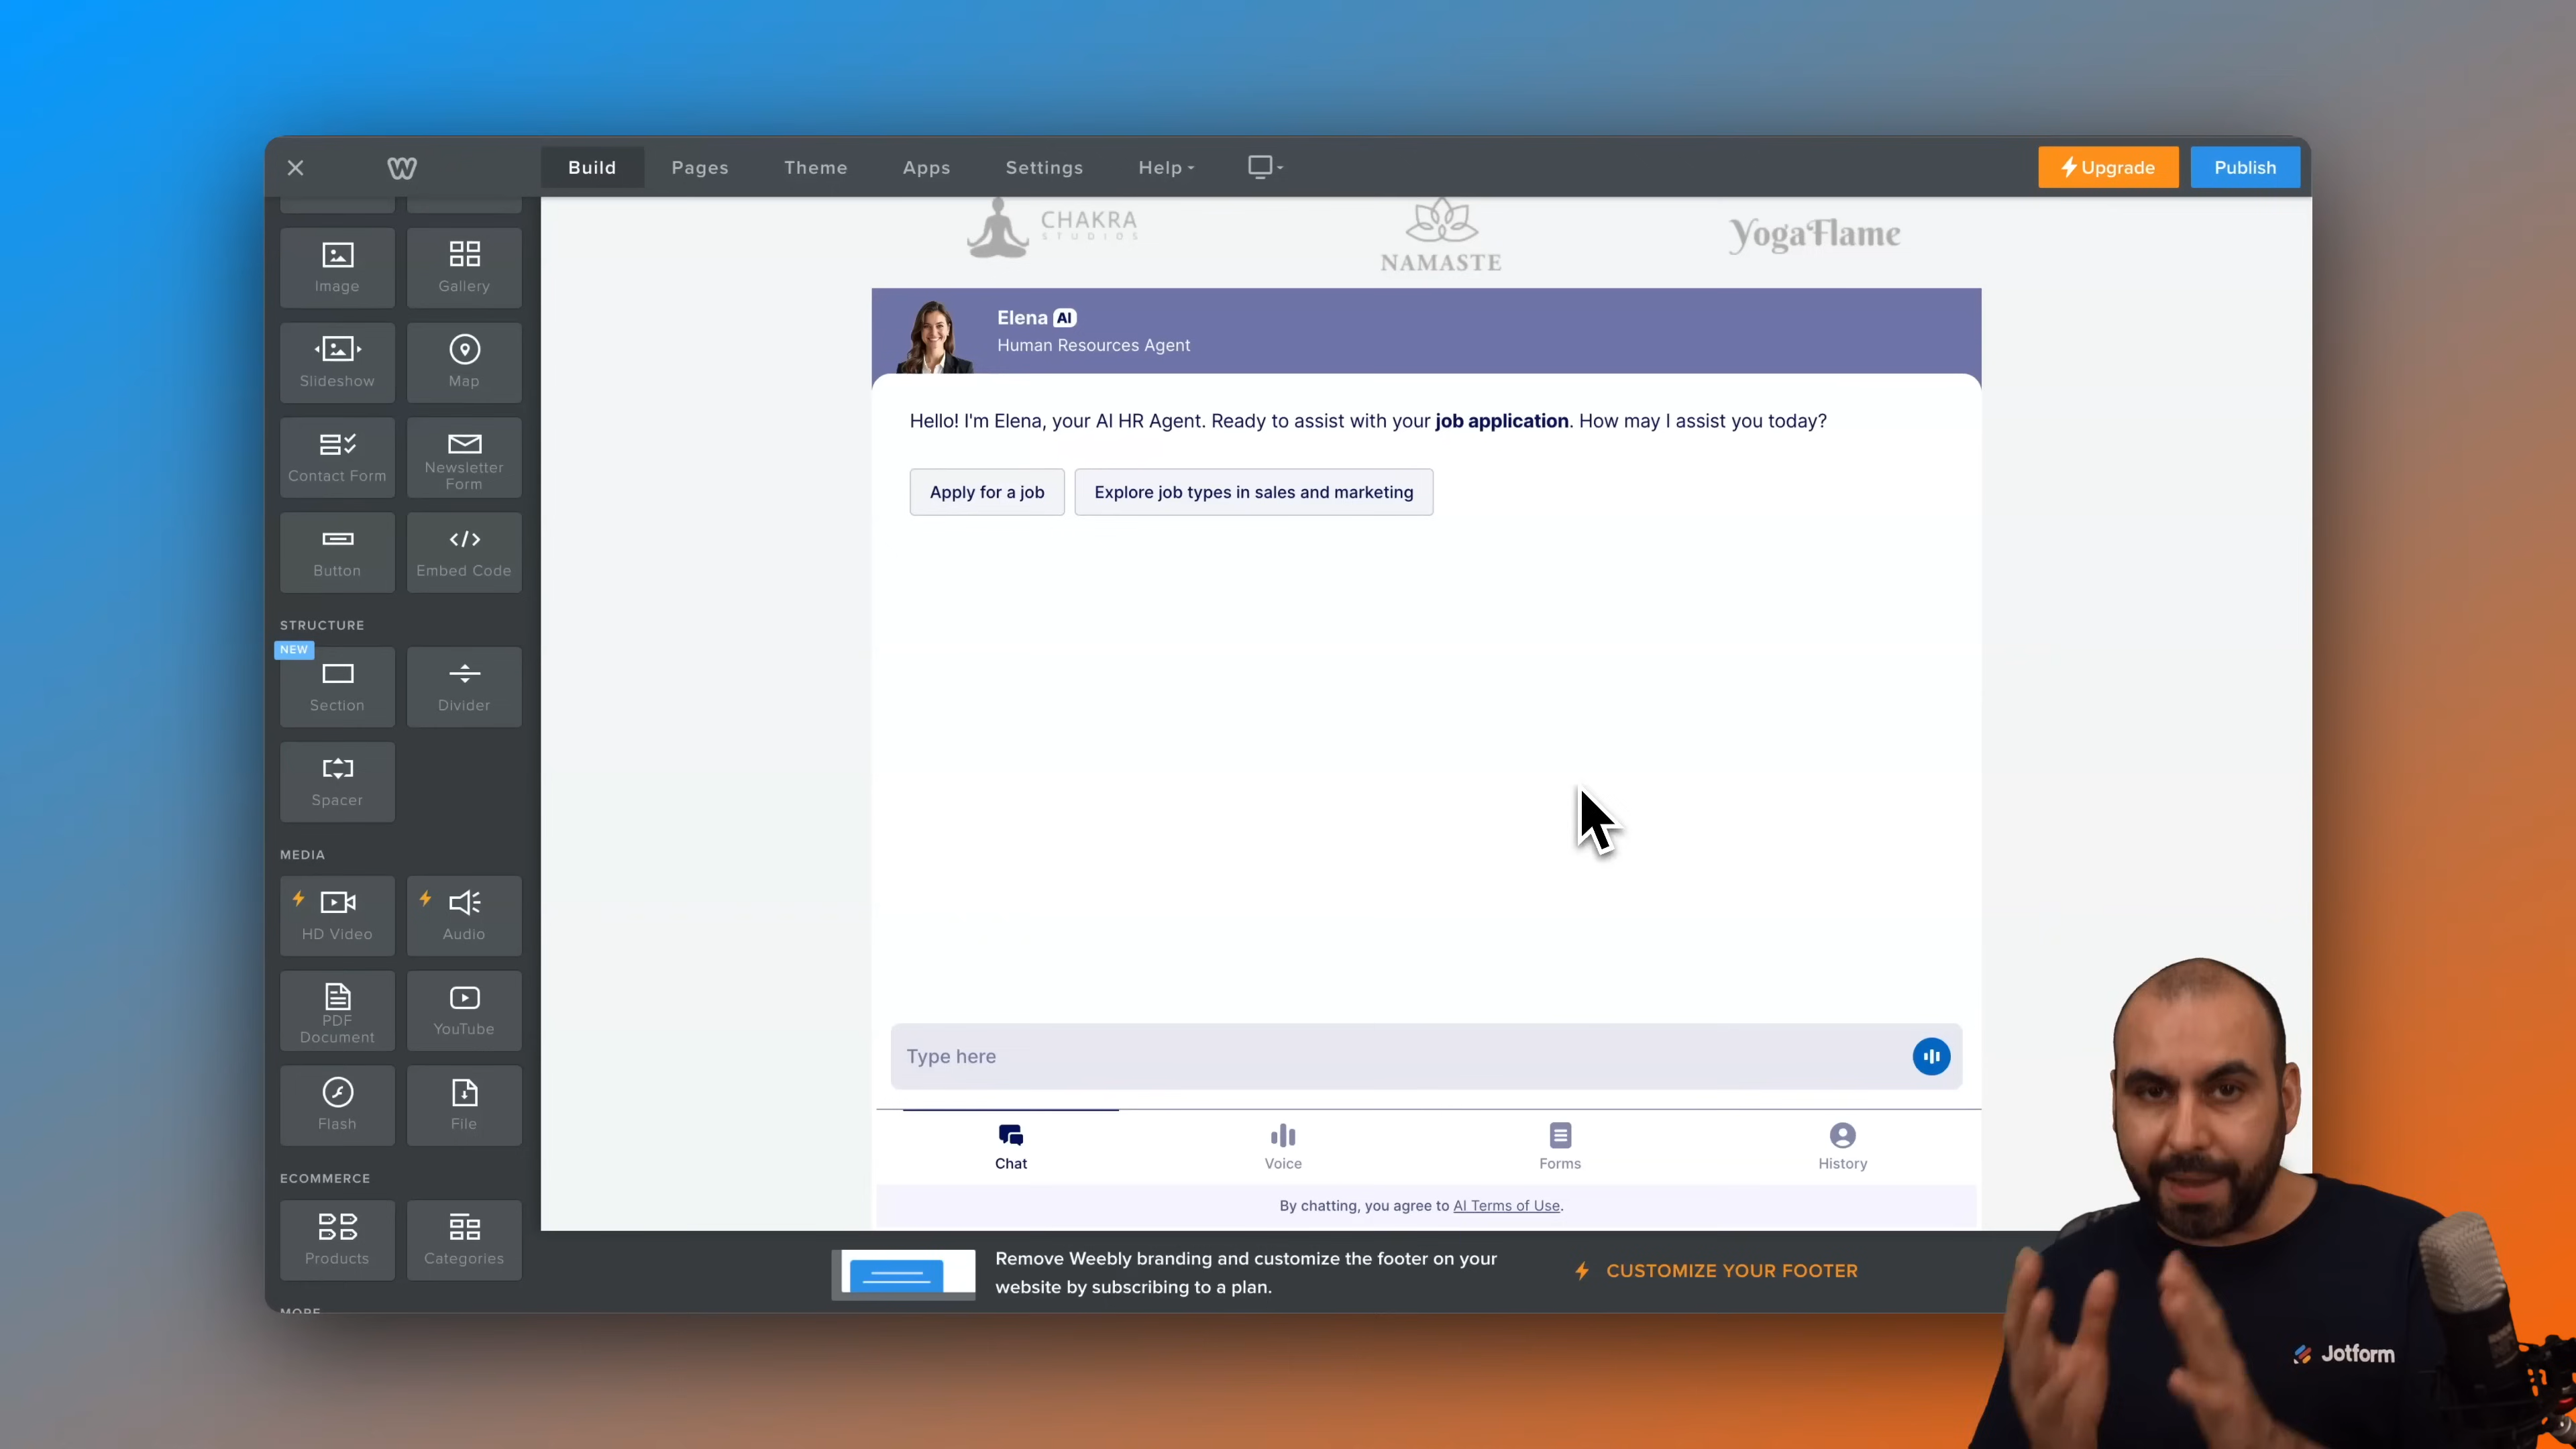 Build
Pages
Theme
Apps
Settings
Help
Upgrade
Publish
Image
Gallery
Slideshow
Map
Contact Form
Newsletter
Form
Button
Embed Code
STRUCTURE
NEW
Section
Divider
Spacer
MEDIA
HD Video
Audio
PDF
Document
YouTube
Flash
File
ECOMMERCE
Products
Categories
MORE
CHAKRA
STUDIOS
NAMASTE
YogaFlame
Elena AI
Human Resources Agent
Hello! I'm Elena, your AI HR Agent. Ready to assist with your job application. How may I assist you today?
Apply for a job
Explore job types in sales and marketing
Type here
Chat
Voice
Forms
History
By chatting, you agree to AI Terms of Use.
Remove Weebly branding and customize the footer on your
website by subscribing to a plan.
CUSTOMIZE YOUR FOOTER
Jotform